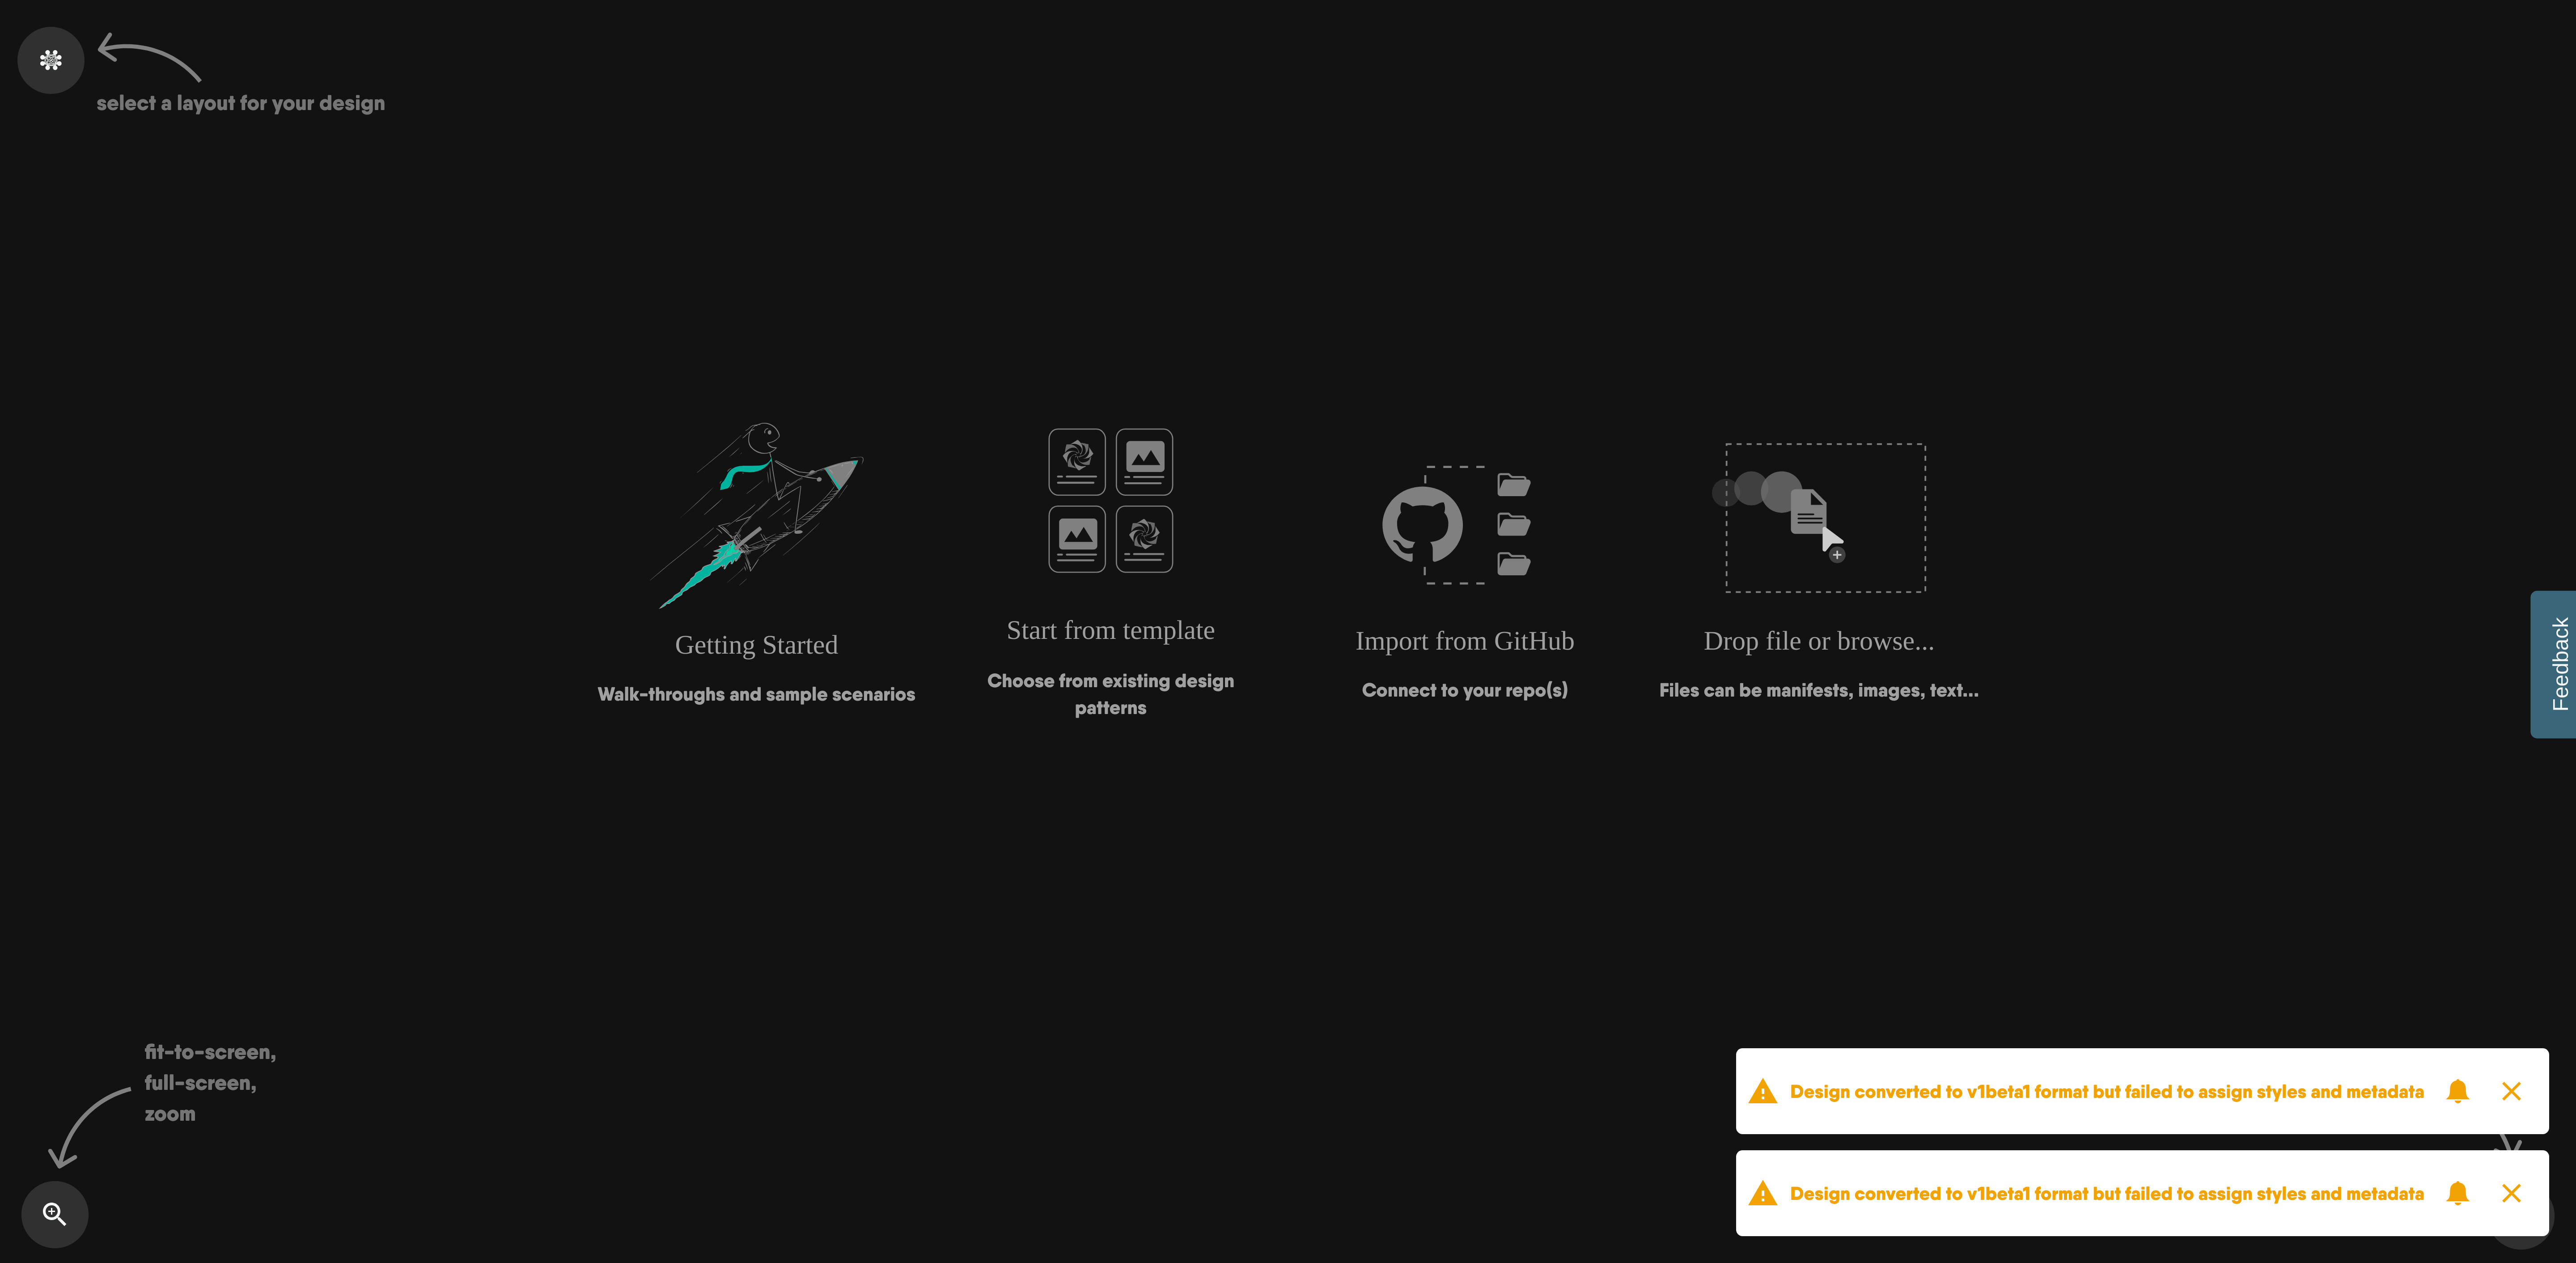 select a layout for your design
Getting Started
Walk-throughs and sample scenarios
Start from template
Choose from existing design
patterns
Import from GitHub
Connect to your repo(s)
Drop file or browse...
Files can be manifests, images, text...
Feedback
fit-to-screen,
full-screen,
zoom
Design converted to v1beta1 format but failed to assign styles and metadata
Design converted to v1beta1 format but failed to assign styles and metadata